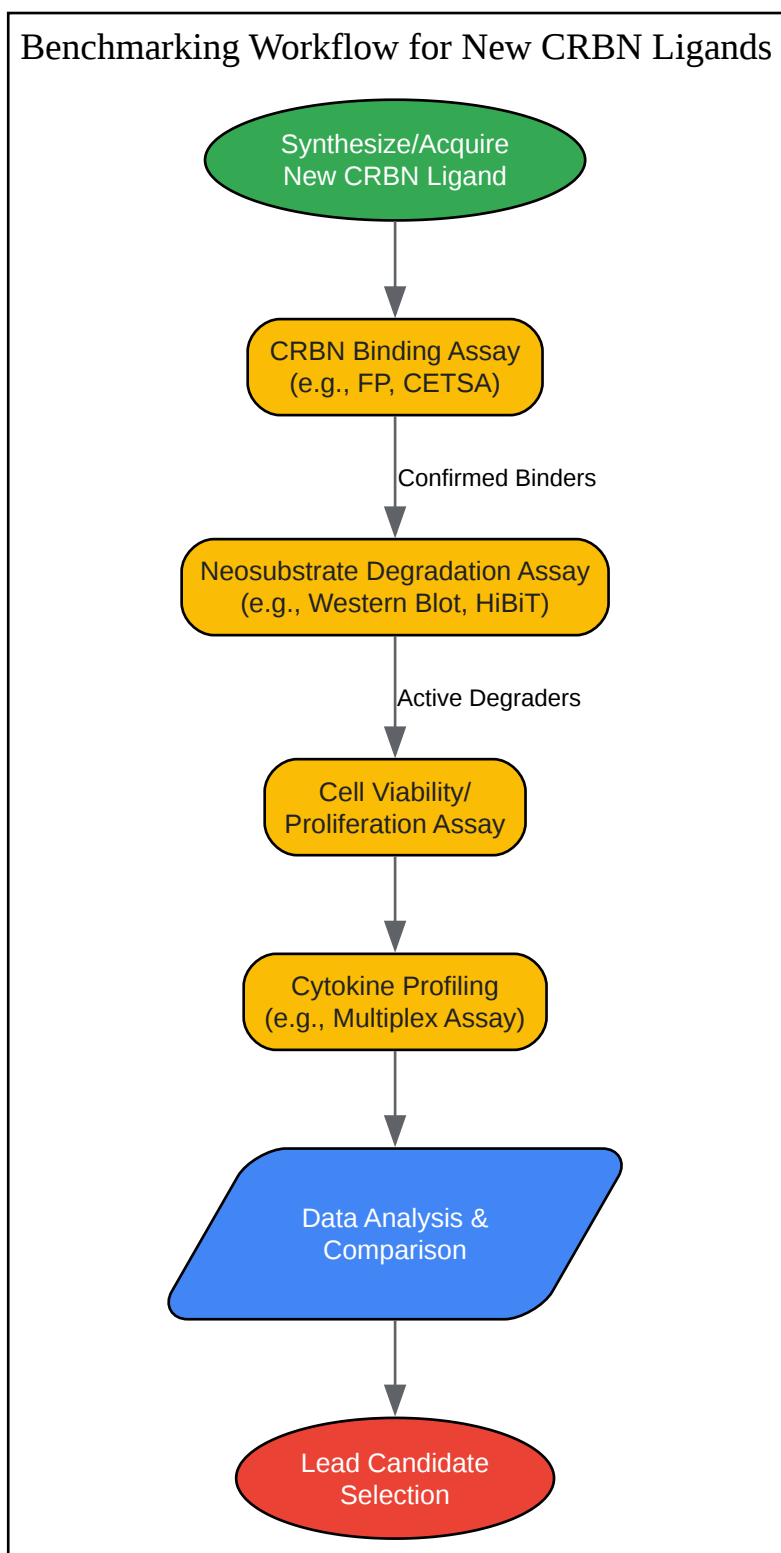 Benchmarking Workflow for New CRBN Ligands
Synthesize/Acquire
New CRBN Ligand
CRBN Binding Assay
(e.g., FP, CETSA)
Confirmed Binders
Neosubstrate Degradation Assay
(e.g., Western Blot, HiBiT)
Active Degraders
Cell Viability/
Proliferation Assay
Cytokine Profiling
(e.g., Multiplex Assay)
Data Analysis &
Comparison
Lead Candidate
Selection